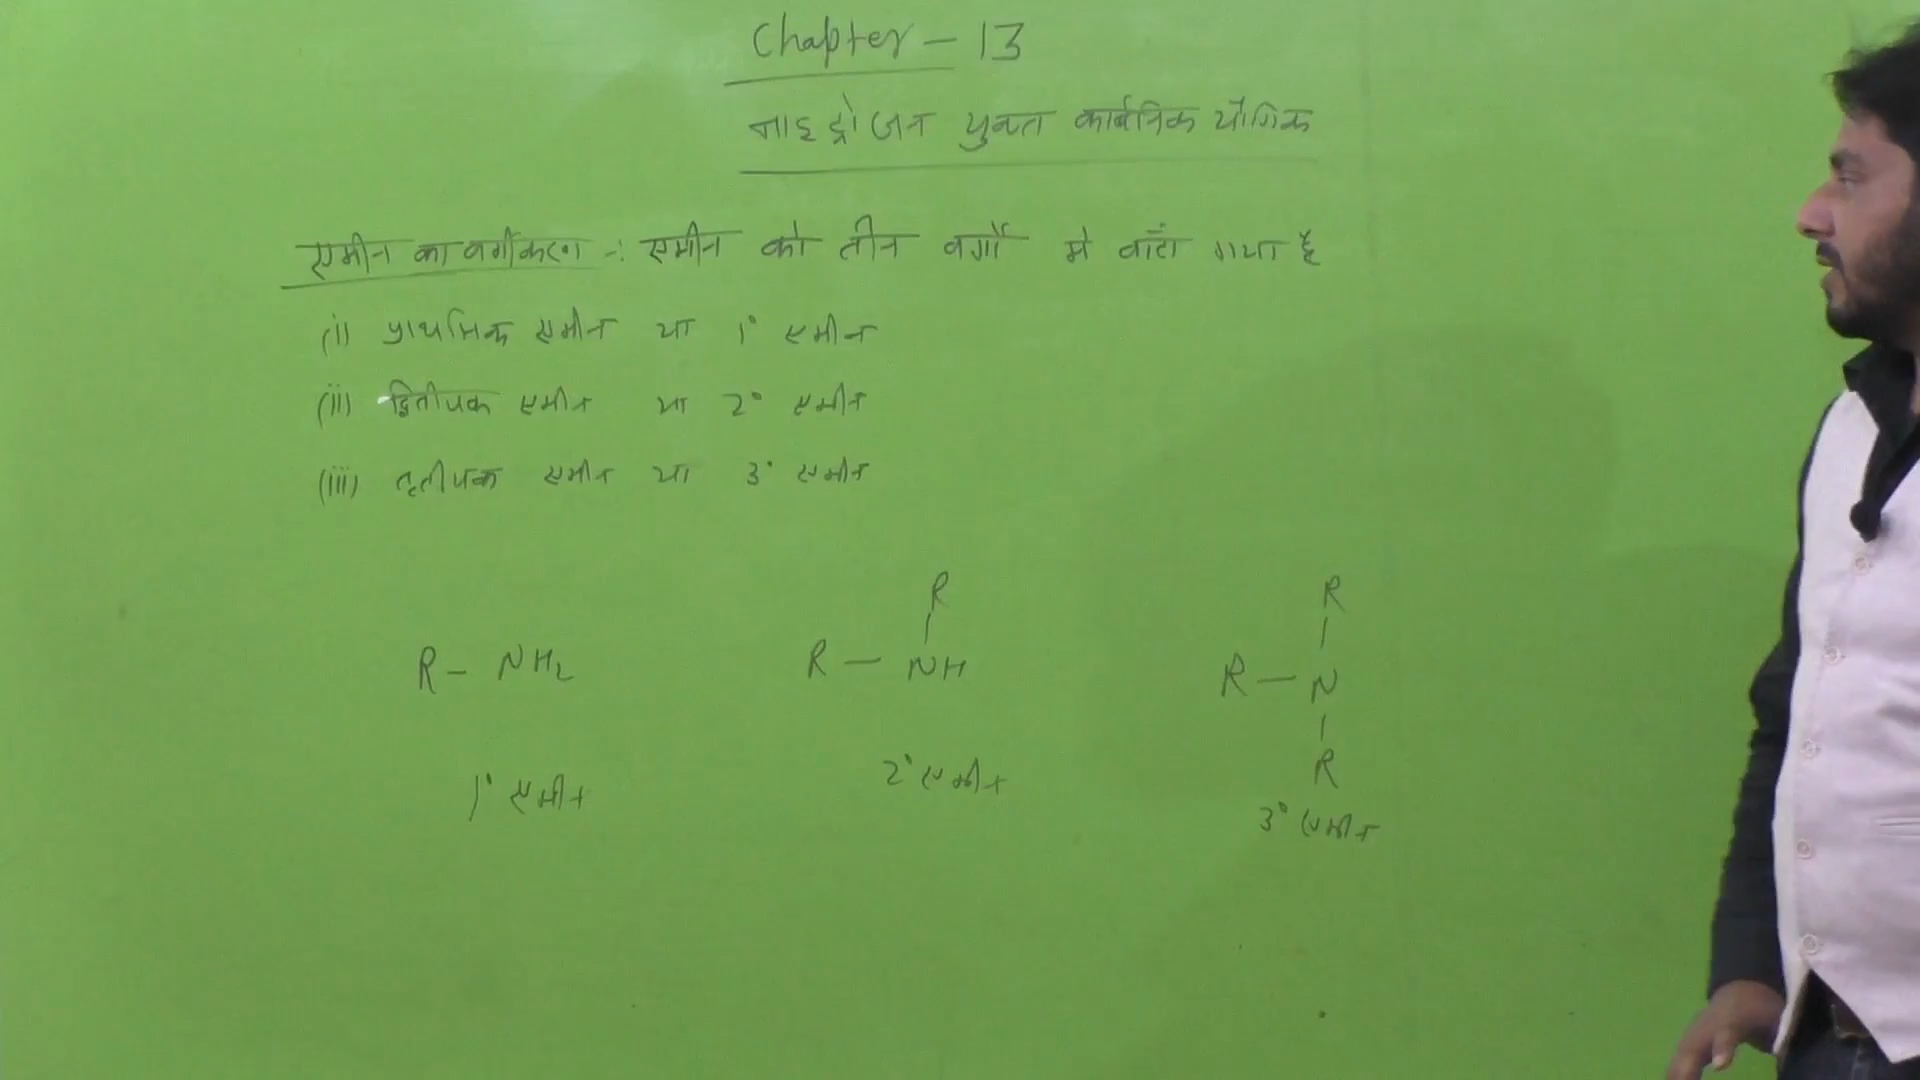 Chapter - 13
नाइट्रोजन युक्त कार्बनिक यौगिक
एमीन का वर्गीकरण -: एमीन को तीन वर्गों मे बाँटा गया है
(i) प्राथमिक एमीन या 1° एमीन
(ii) द्वितीयक एमीन या 2° एमीन
(iii) तृतीयक एमीन या 3° एमीन
R - NH₂
1° एमीन
R
|
R — NH
2° एमीन
R
|
R — N
|
R
3° एमीन